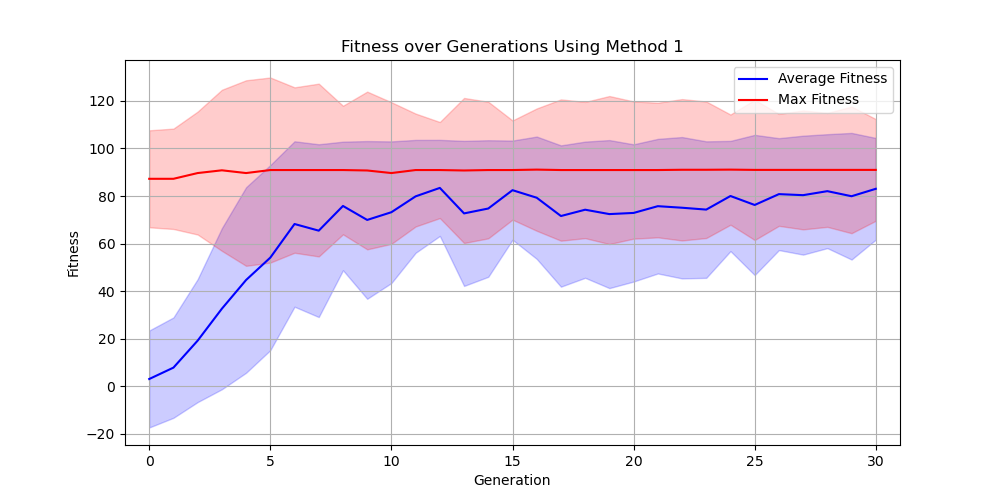 Fitness over Generations Using Method 1
Average Fitness
Max Fitness
120
100
80
60
40
20
0
−20
Fitness
0 5 10 15 20 25 30
Generation